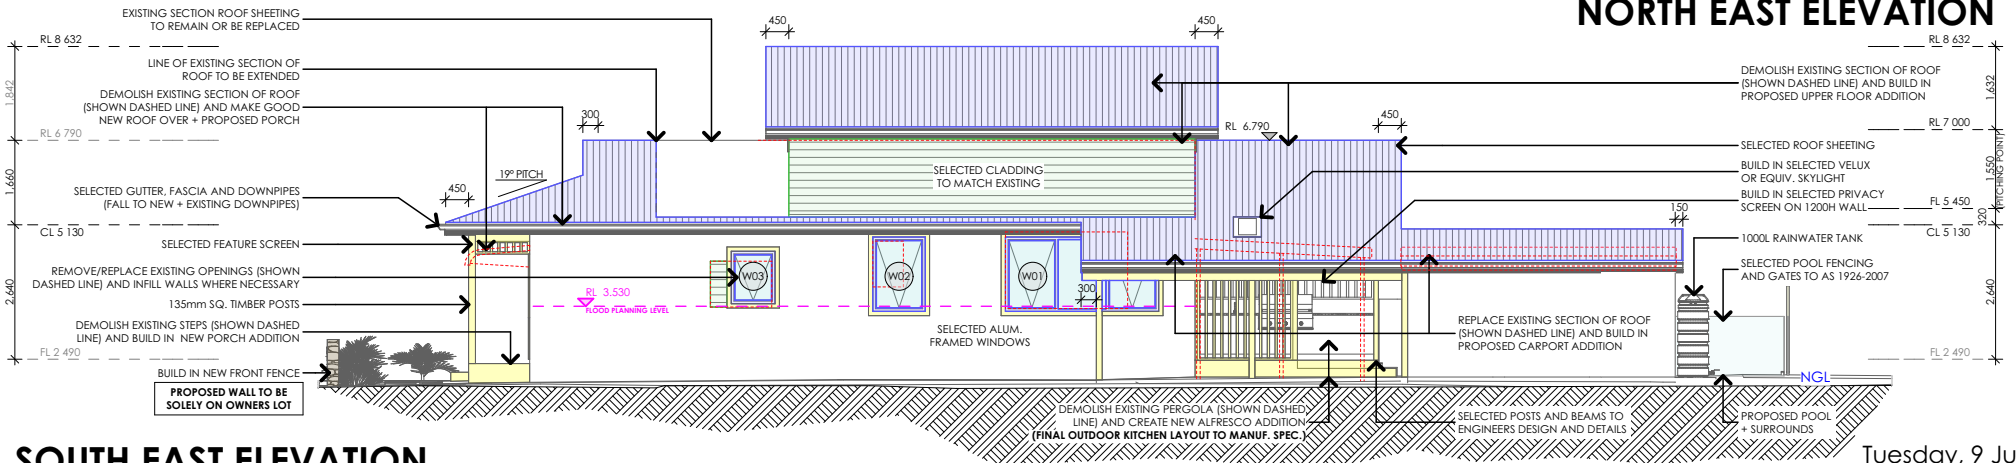 NORTH EAST ELEVATION
EXISTING SECTION ROOF SHEETING
TO REMAIN OR BE REPLACED
LINE OF EXISTING SECTION OF
ROOF TO BE EXTENDED
DEMOLISH EXISTING SECTION OF ROOF
(SHOWN DASHED LINE) AND MAKE GOOD
NEW ROOF OVER + PROPOSED PORCH
SELECTED GUTTER, FASCIA AND DOWNPIPES
(FALL TO NEW + EXISTING DOWNPIPES)
SELECTED FEATURE SCREEN
REMOVE/REPLACE EXISTING OPENINGS (SHOWN
DASHED LINE) AND INFILL WALLS WHERE NECESSARY
135mm SQ. TIMBER POSTS
DEMOLISH EXISTING STEPS (SHOWN DASHED
LINE) AND BUILD IN NEW PORCH ADDITION
BUILD IN NEW FRONT FENCE
PROPOSED WALL TO BE
SOLELY ON OWNERS LOT
RL 8 632
RL 6 790
CL 5 130
FL 2 490
1.842
1.660
2.640
450
300
19º PITCH
450
450
RL 6.790
450
150
300
SELECTED CLADDING
TO MATCH EXISTING
W03
W02
W01
RL 3.530
FLOOD PLANNING LEVEL
SELECTED ALUM.
FRAMED WINDOWS
DEMOLISH EXISTING PERGOLA (SHOWN DASHED
LINE) AND CREATE NEW ALFRESCO ADDITION
(FINAL OUTDOOR KITCHEN LAYOUT TO MANUF. SPEC.)
SELECTED POSTS AND BEAMS TO
ENGINEERS DESIGN AND DETAILS
REPLACE EXISTING SECTION OF ROOF
(SHOWN DASHED LINE) AND BUILD IN
PROPOSED CARPORT ADDITION
DEMOLISH EXISTING SECTION OF ROOF
(SHOWN DASHED LINE) AND BUILD IN
PROPOSED UPPER FLOOR ADDITION
SELECTED ROOF SHEETING
BUILD IN SELECTED VELUX
OR EQUIV. SKYLIGHT
BUILD IN SELECTED PRIVACY
SCREEN ON 1200H WALL
1000L RAINWATER TANK
SELECTED POOL FENCING
AND GATES TO AS 1926-2007
PROPOSED POOL
+ SURROUNDS
NGL
RL 8 632
RL 7 000
FL 5 450
CL 5 130
FL 2 490
1.632
1.550
(PITCHING POINT)
320
2.640
SOUTH EAST ELEVATION
Tuesday, 9 Ju